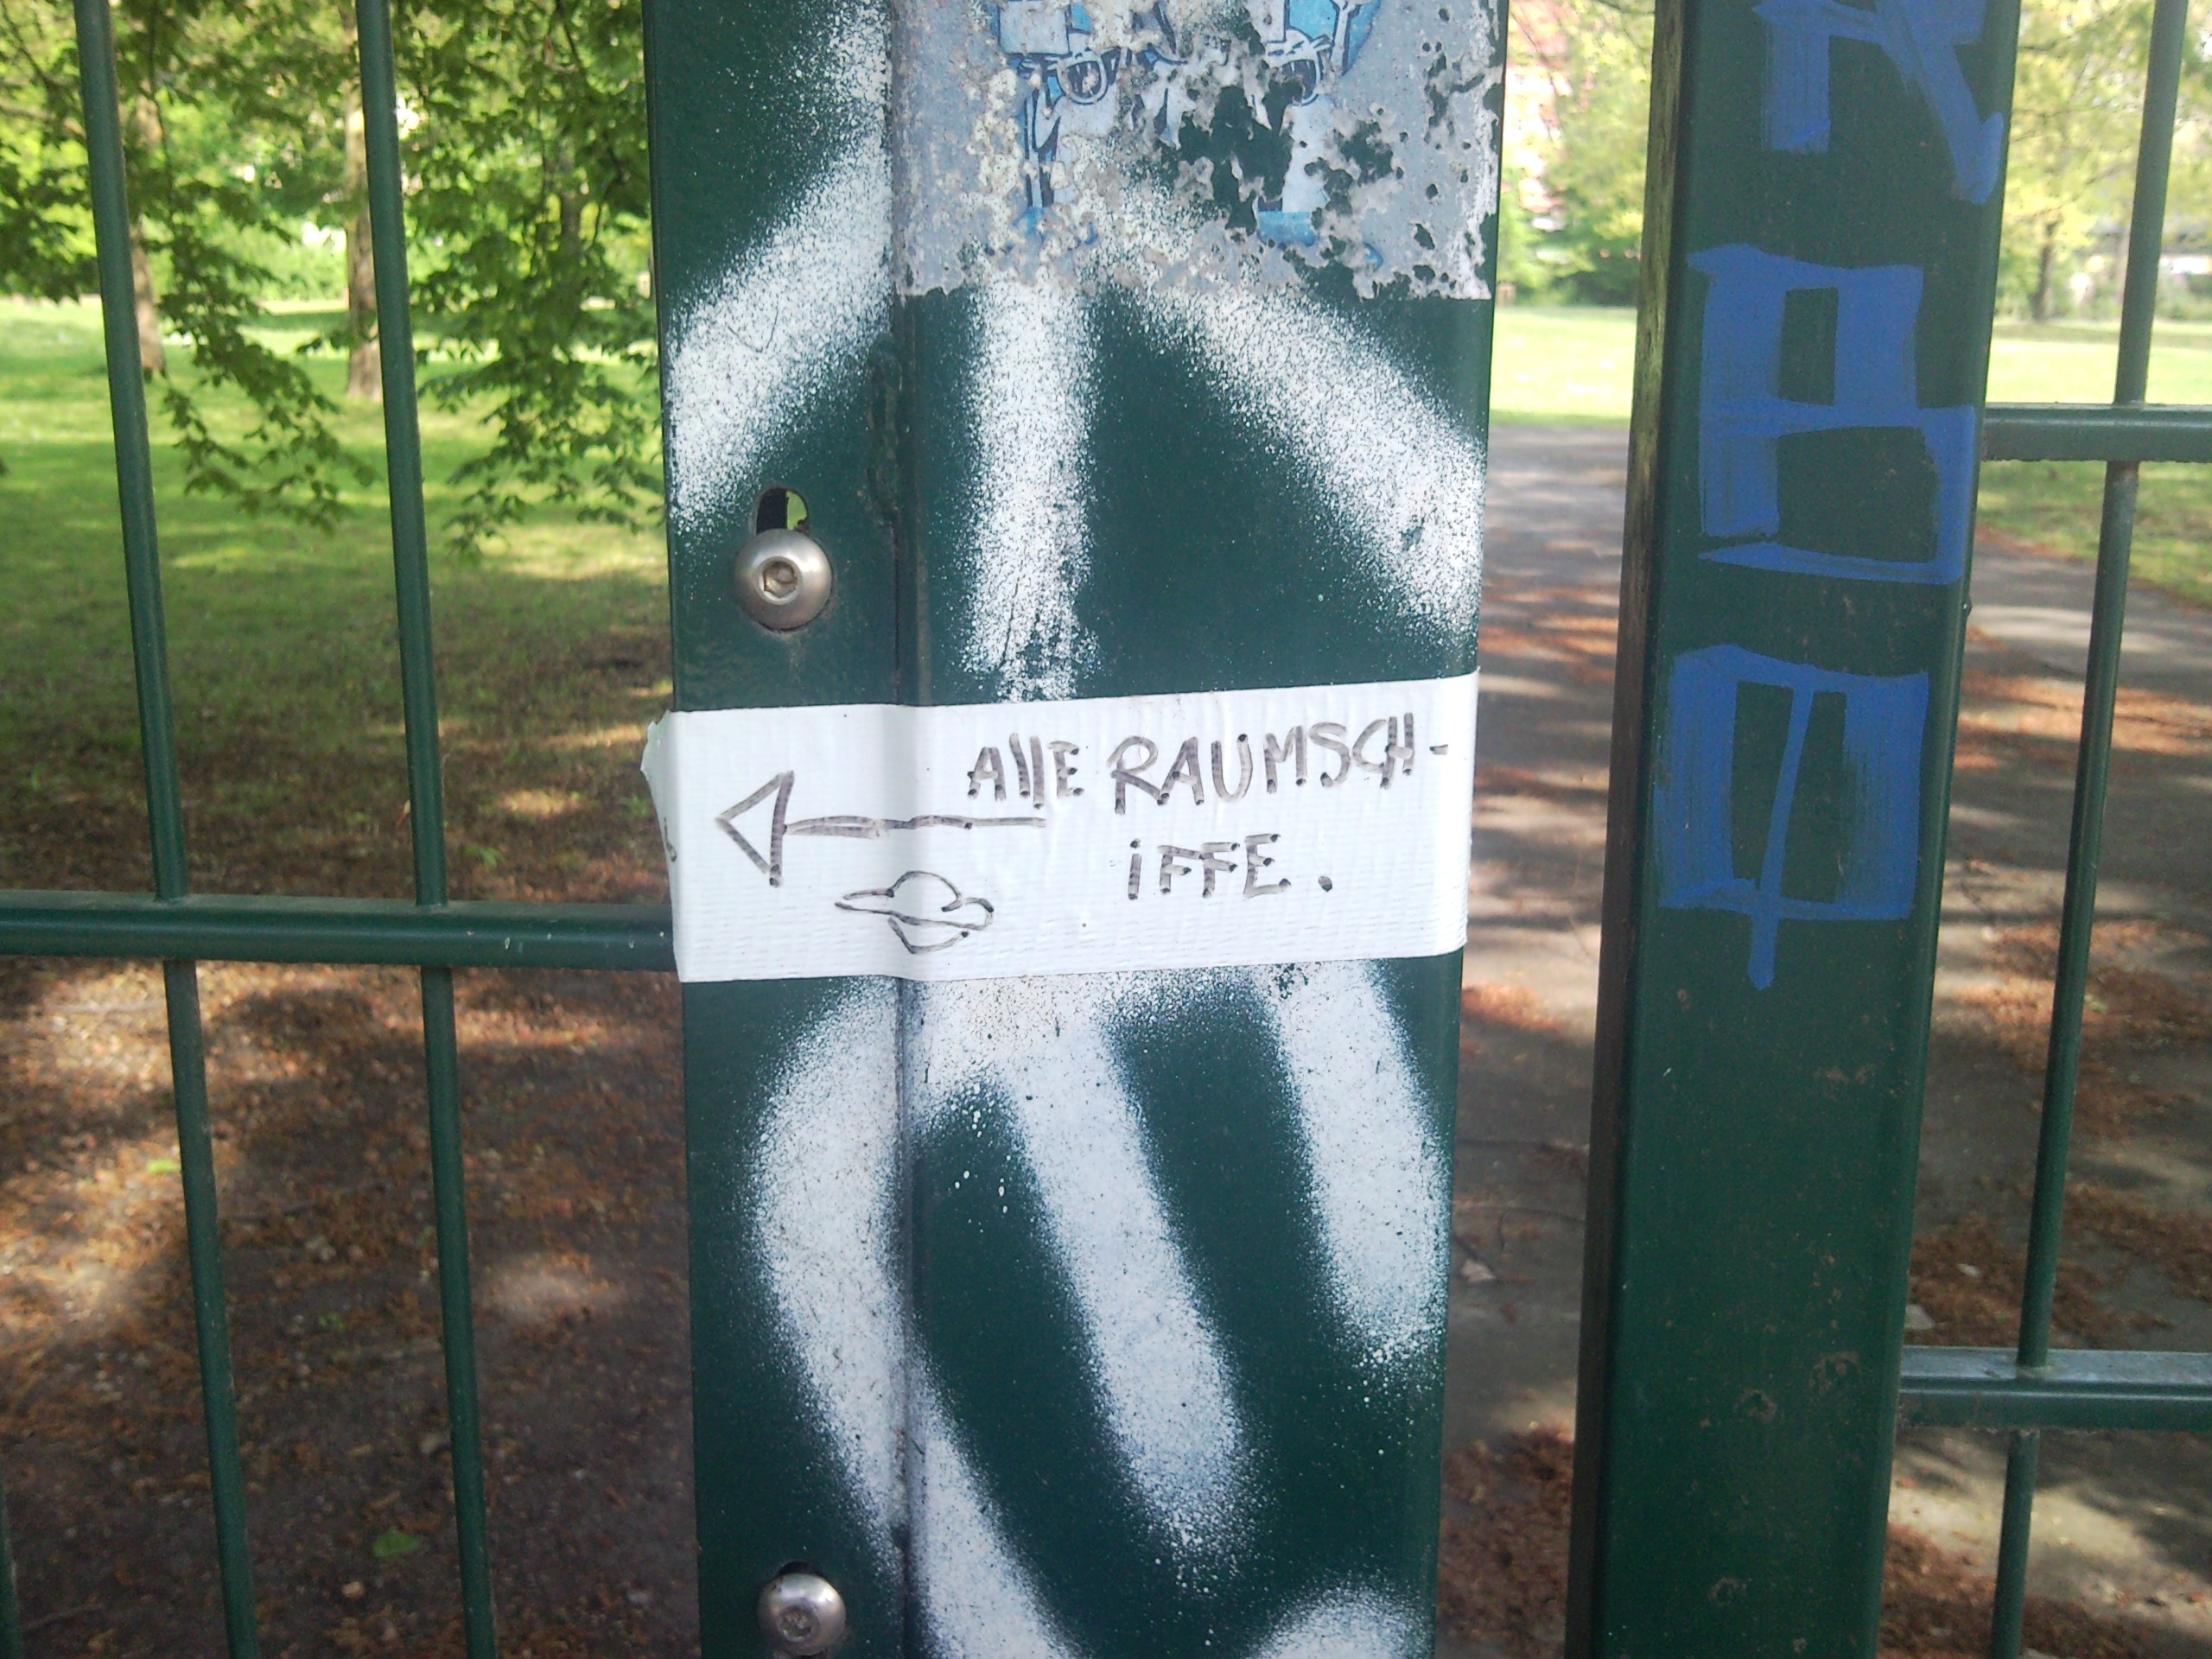 AllE RAUMSCH-
iFFE.